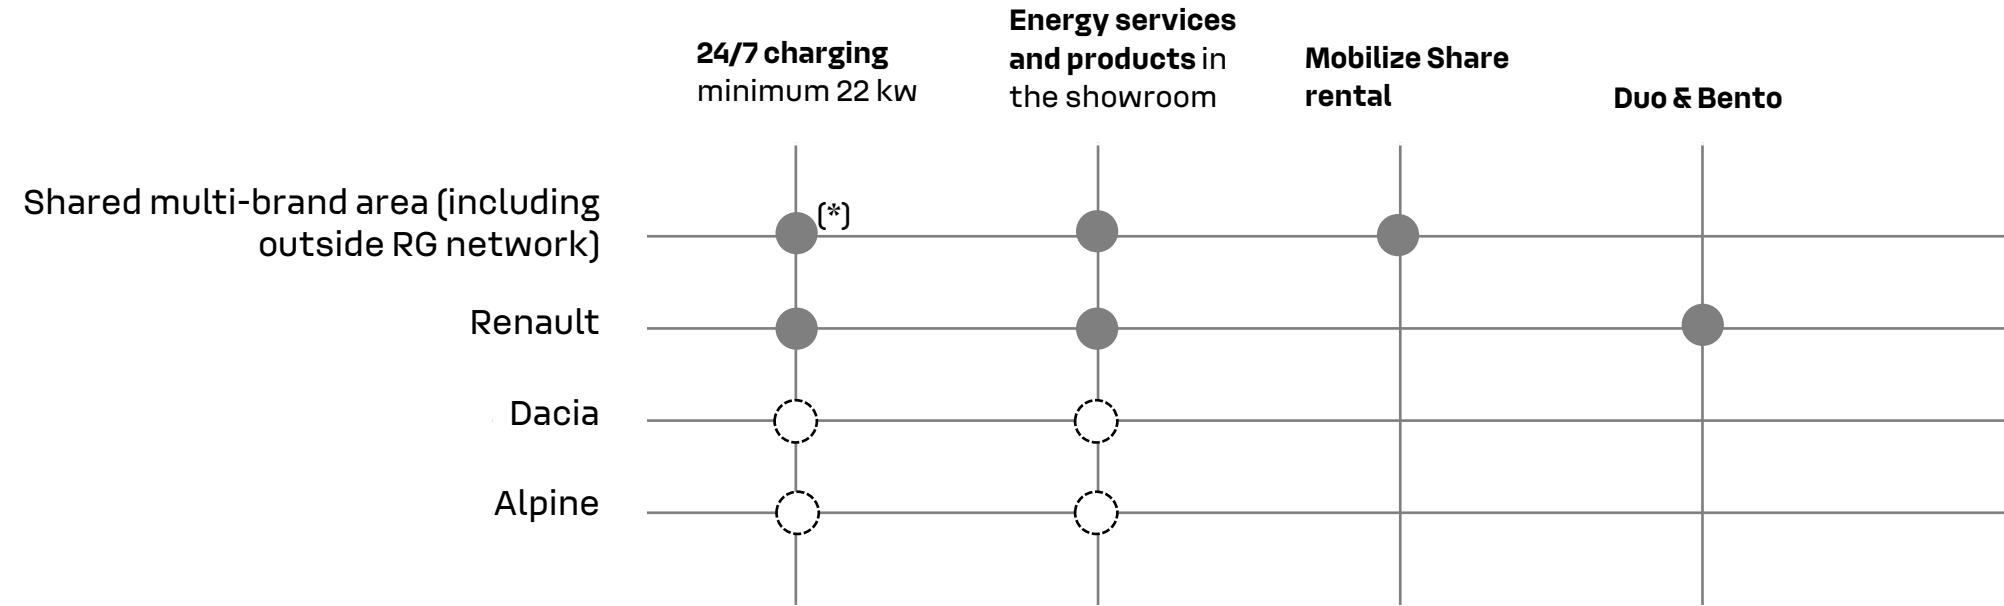 24/7 charging
minimum 22 kw
Energy services
and products in
the showroom
Mobilize Share
rental
Duo & Bento
Shared multi-brand area (including
outside RG network)
(*)
Renault
Dacia
Alpine